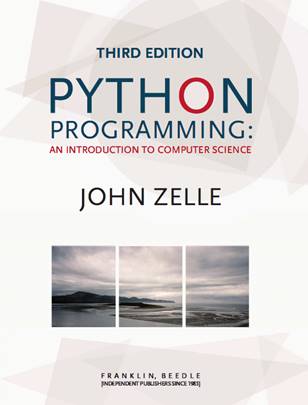 THIRD EDITION
PYTHON
PROGRAMMING:
AN INTRODUCTION TO COMPUTER SCIENCE
JOHN ZELLE
FRANKLIN, BEEDLE
[INDEPENDENT PUBLISHERS SINCE 1985]